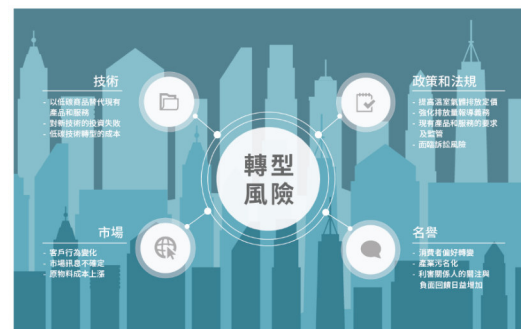 技術
- 以低碳商品替代現有
產品和服務
- 對新技術的投資失敗
- 低碳技術轉型的成本
政策和法規
- 提高溫室氣體排放定價
- 強化排放量報導義務
- 現有產品和服務的要求
及監管
- 面臨訴訟風險
轉型
風險
市場
- 客戶行為變化
- 市場訊息不確定
- 原物料成本上漲
名譽
- 消費者偏好轉變
- 產業污名化
- 利害關係人的關注與
負面回饋日益增加